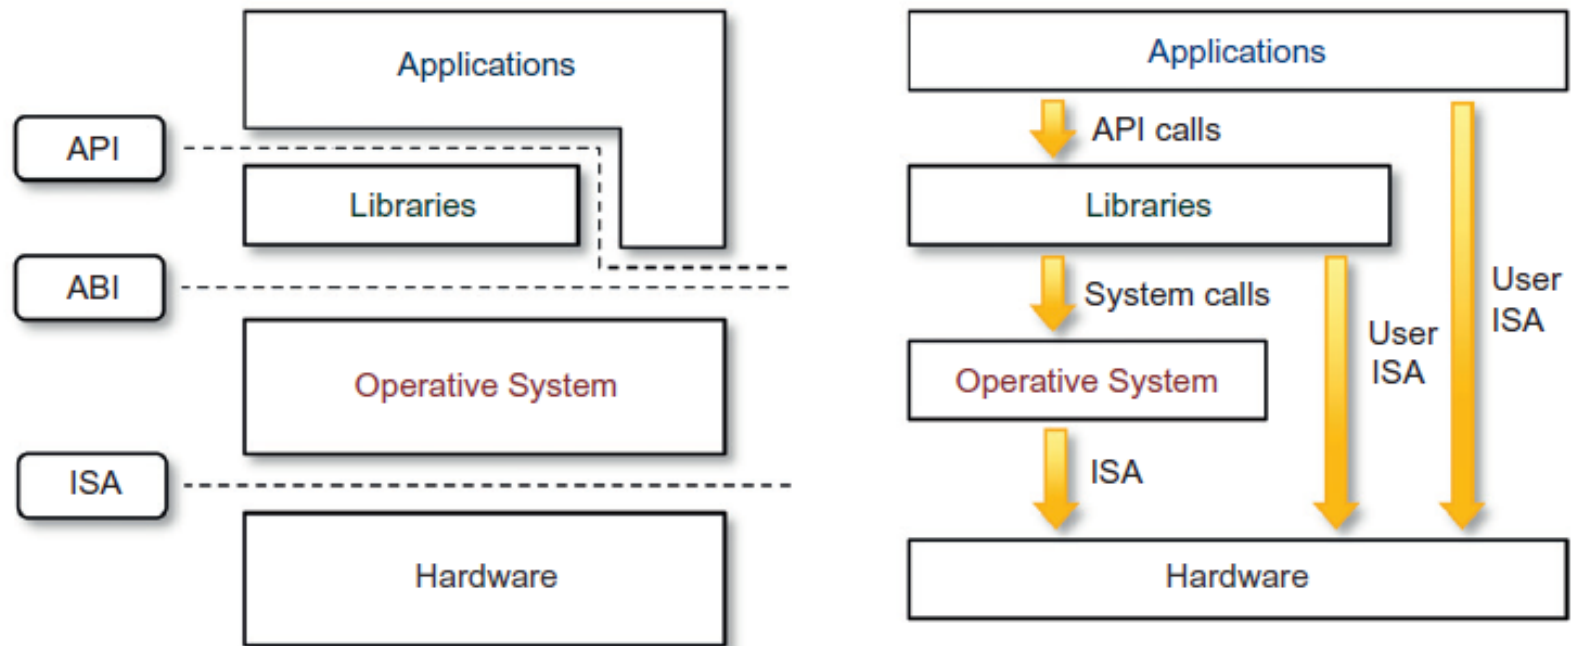 Applications
API
Libraries
ABI
Operative System
ISA
Hardware
Applications
API calls
Libraries
System calls
User
ISA
User
ISA
Operative System
ISA
Hardware